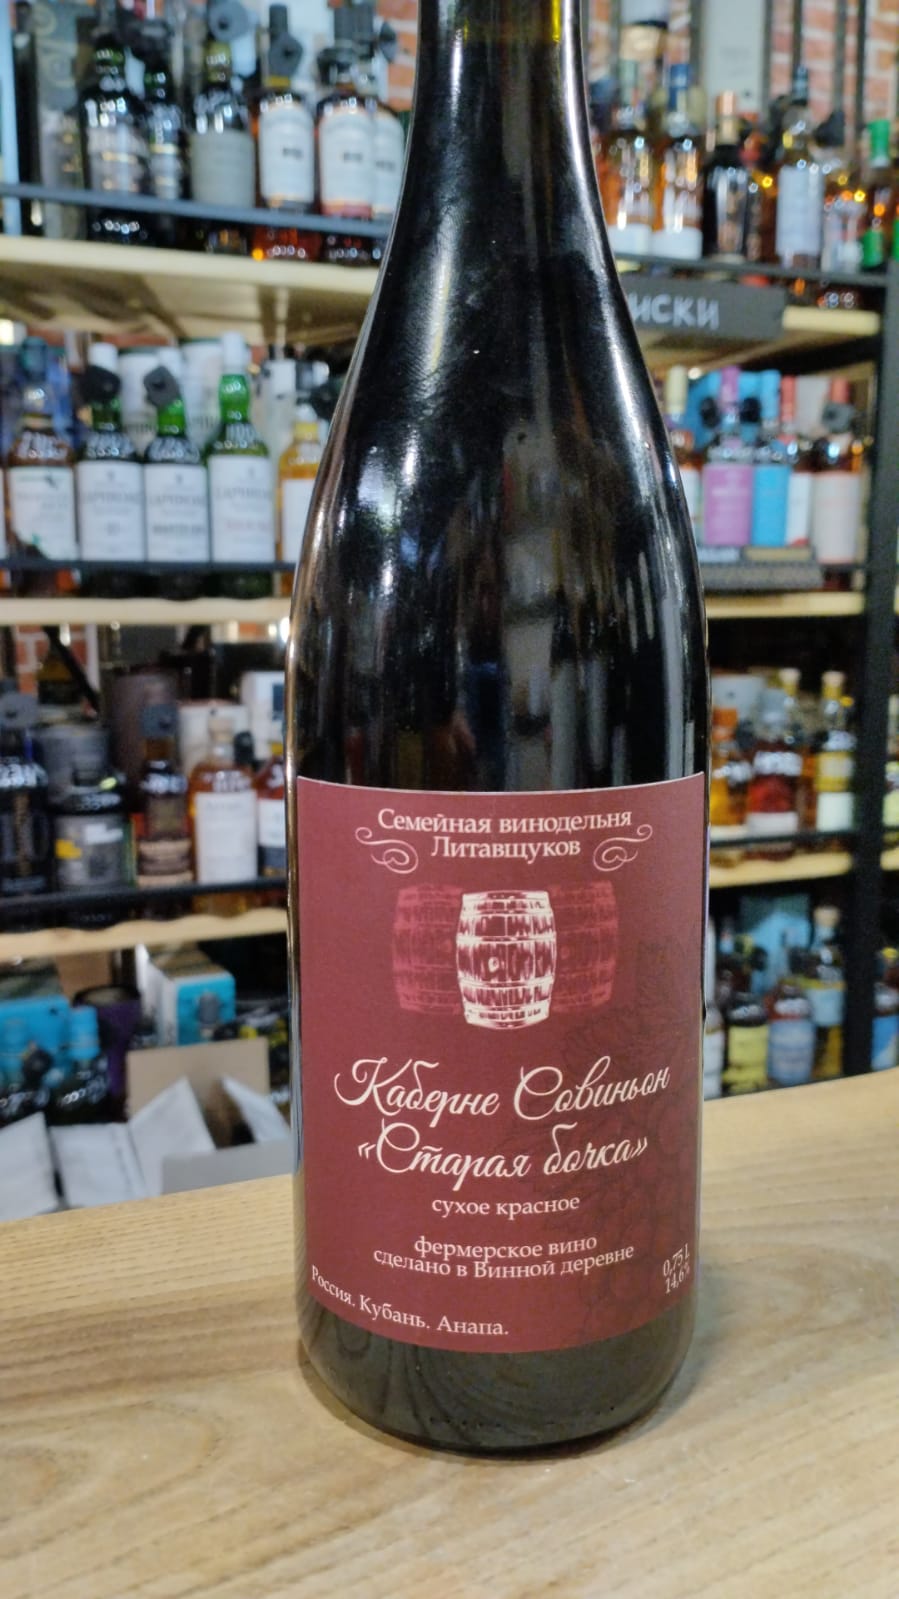 ИСКИ
Семейная винодельня
Литавщуков
Каберне Совиньон
«Старая бочка»
сухое красное
фермерское вино
сделано в Винной деревне
0,75 L
14,6%
Россия. Кубань. Анапа.